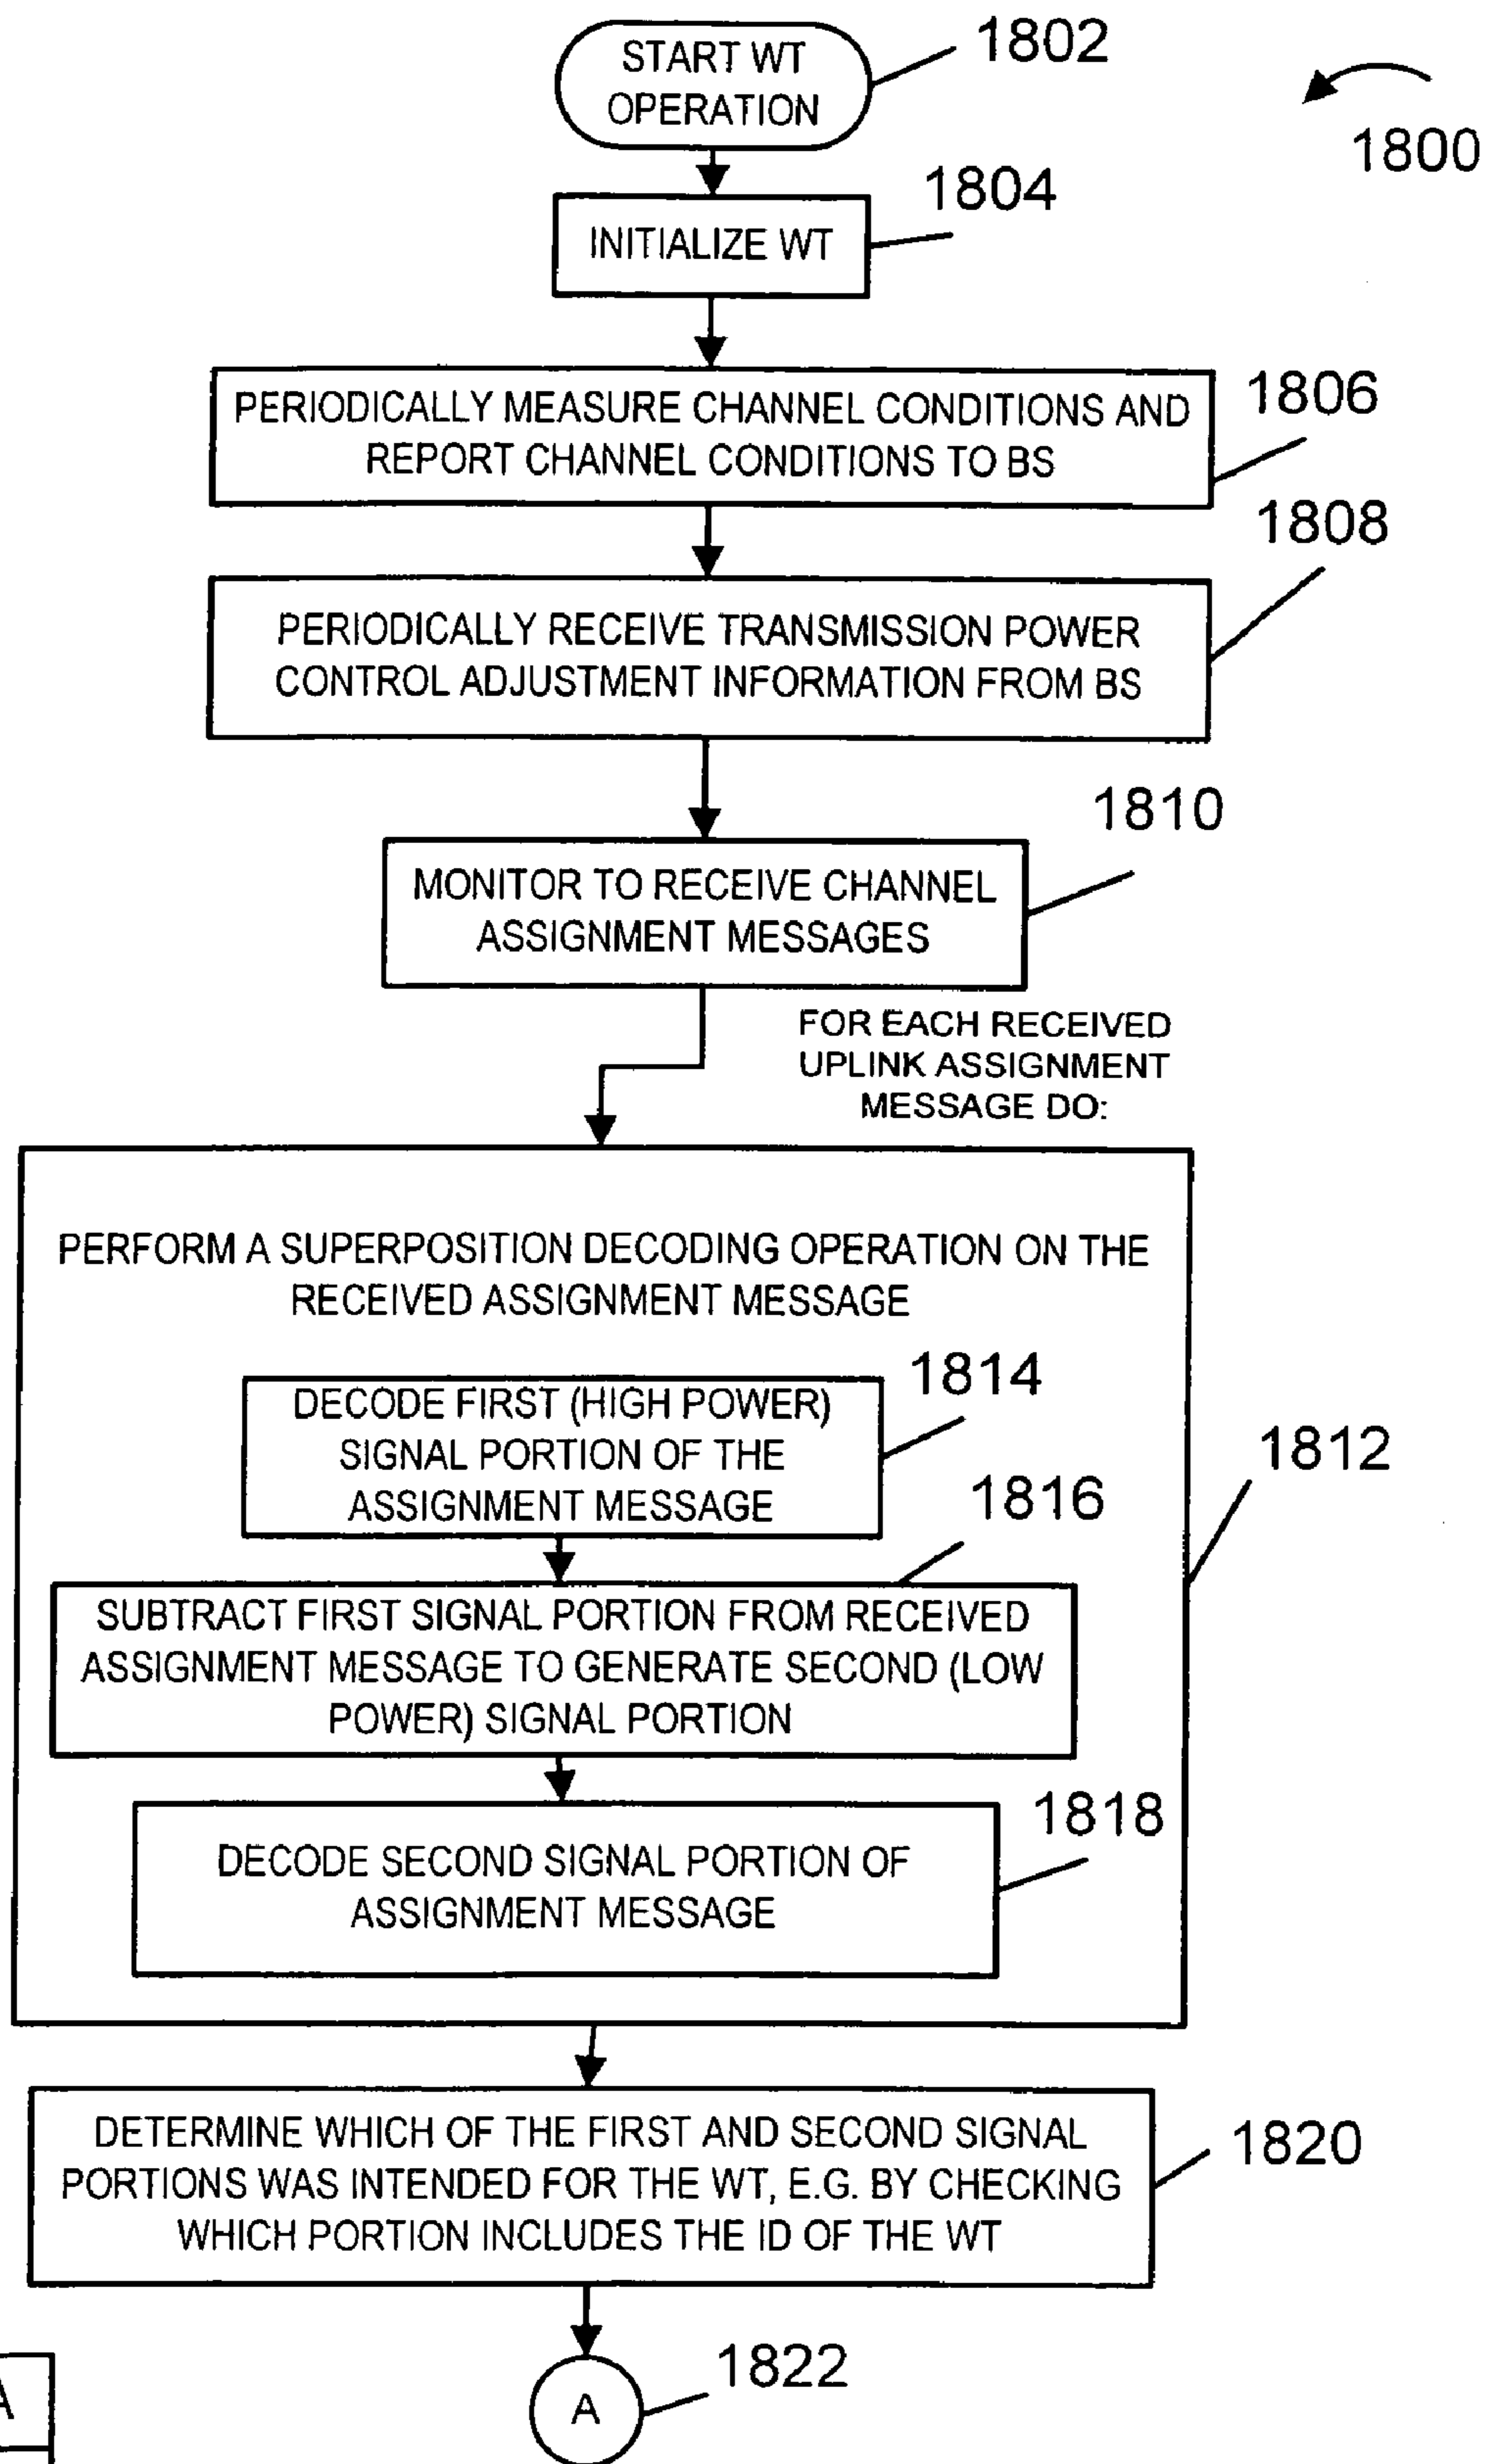 START WT
OPERATION
1802
1800
1804
INITIALIZE WT
1806
PERIODICALLY MEASURE CHANNEL CONDITIONS AND
REPORT CHANNEL CONDITIONS TO BS
1808
PERIODICALLY RECEIVE TRANSMISSION POWER
CONTROL ADJUSTMENT INFORMATION FROM BS
1810
MONITOR TO RECEIVE CHANNEL
ASSIGNMENT MESSAGES
FOR EACH RECEIVED
UPLINK ASSIGNMENT
MESSAGE DO:
PERFORM A SUPERPOSITION DECODING OPERATION ON THE
RECEIVED ASSIGNMENT MESSAGE
1814
DECODE FIRST (HIGH POWER)
SIGNAL PORTION OF THE
ASSIGNMENT MESSAGE
1812
1816
SUBTRACT FIRST SIGNAL PORTION FROM RECEIVED
ASSIGNMENT MESSAGE TO GENERATE SECOND (LOW
POWER) SIGNAL PORTION
1818
DECODE SECOND SIGNAL PORTION OF
ASSIGNMENT MESSAGE
DETERMINE WHICH OF THE FIRST AND SECOND SIGNAL
PORTIONS WAS INTENDED FOR THE WT, E.G. BY CHECKING
WHICH PORTION INCLUDES THE ID OF THE WT
1820
1822
A
A